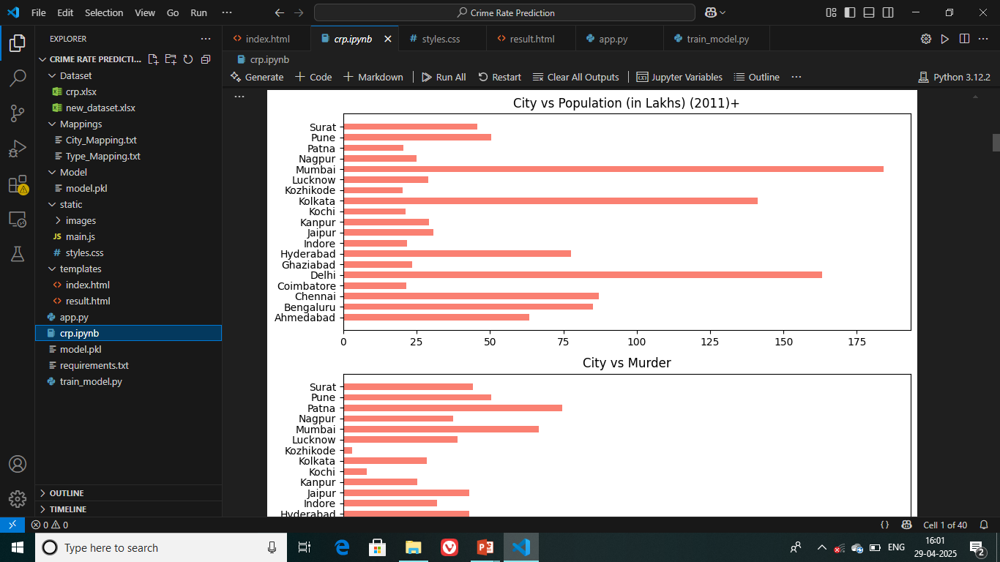 File Edit Selection View Go Run ··· Crime Rate Prediction
EXPLORER
CRIME RATE PREDICTI...
Dataset
crp.xlsx
new_dataset.xlsx
Mappings
City_Mapping.txt
Type_Mapping.txt
Model
model.pkl
static
images
JS main.js
# styles.css
templates
index.html
result.html
app.py
crp.ipynb
model.pkl
requirements.txt
train_model.py
OUTLINE
TIMELINE
index.html crp.ipynb # styles.css result.html app.py train_model.py
crp.ipynb
Generate + Code + Markdown Run All Restart Clear All Outputs Jupyter Variables Outline ··· Python 3.12.2
City vs Population (in Lakhs) (2011)+
Surat
Pune
Patna
Nagpur
Mumbai
Lucknow
Kozhikode
Kolkata
Kochi
Kanpur
Jaipur
Indore
Hyderabad
Ghaziabad
Delhi
Coimbatore
Chennai
Bengaluru
Ahmedabad
0 25 50 75 100 125 150 175
City vs Murder
Surat
Pune
Patna
Nagpur
Mumbai
Lucknow
Kozhikode
Kolkata
Kochi
Kanpur
Jaipur
Indore
Hyderabad
0 0 Cell 1 of 40
Type here to search
ENG
16:01
29-04-2025
2